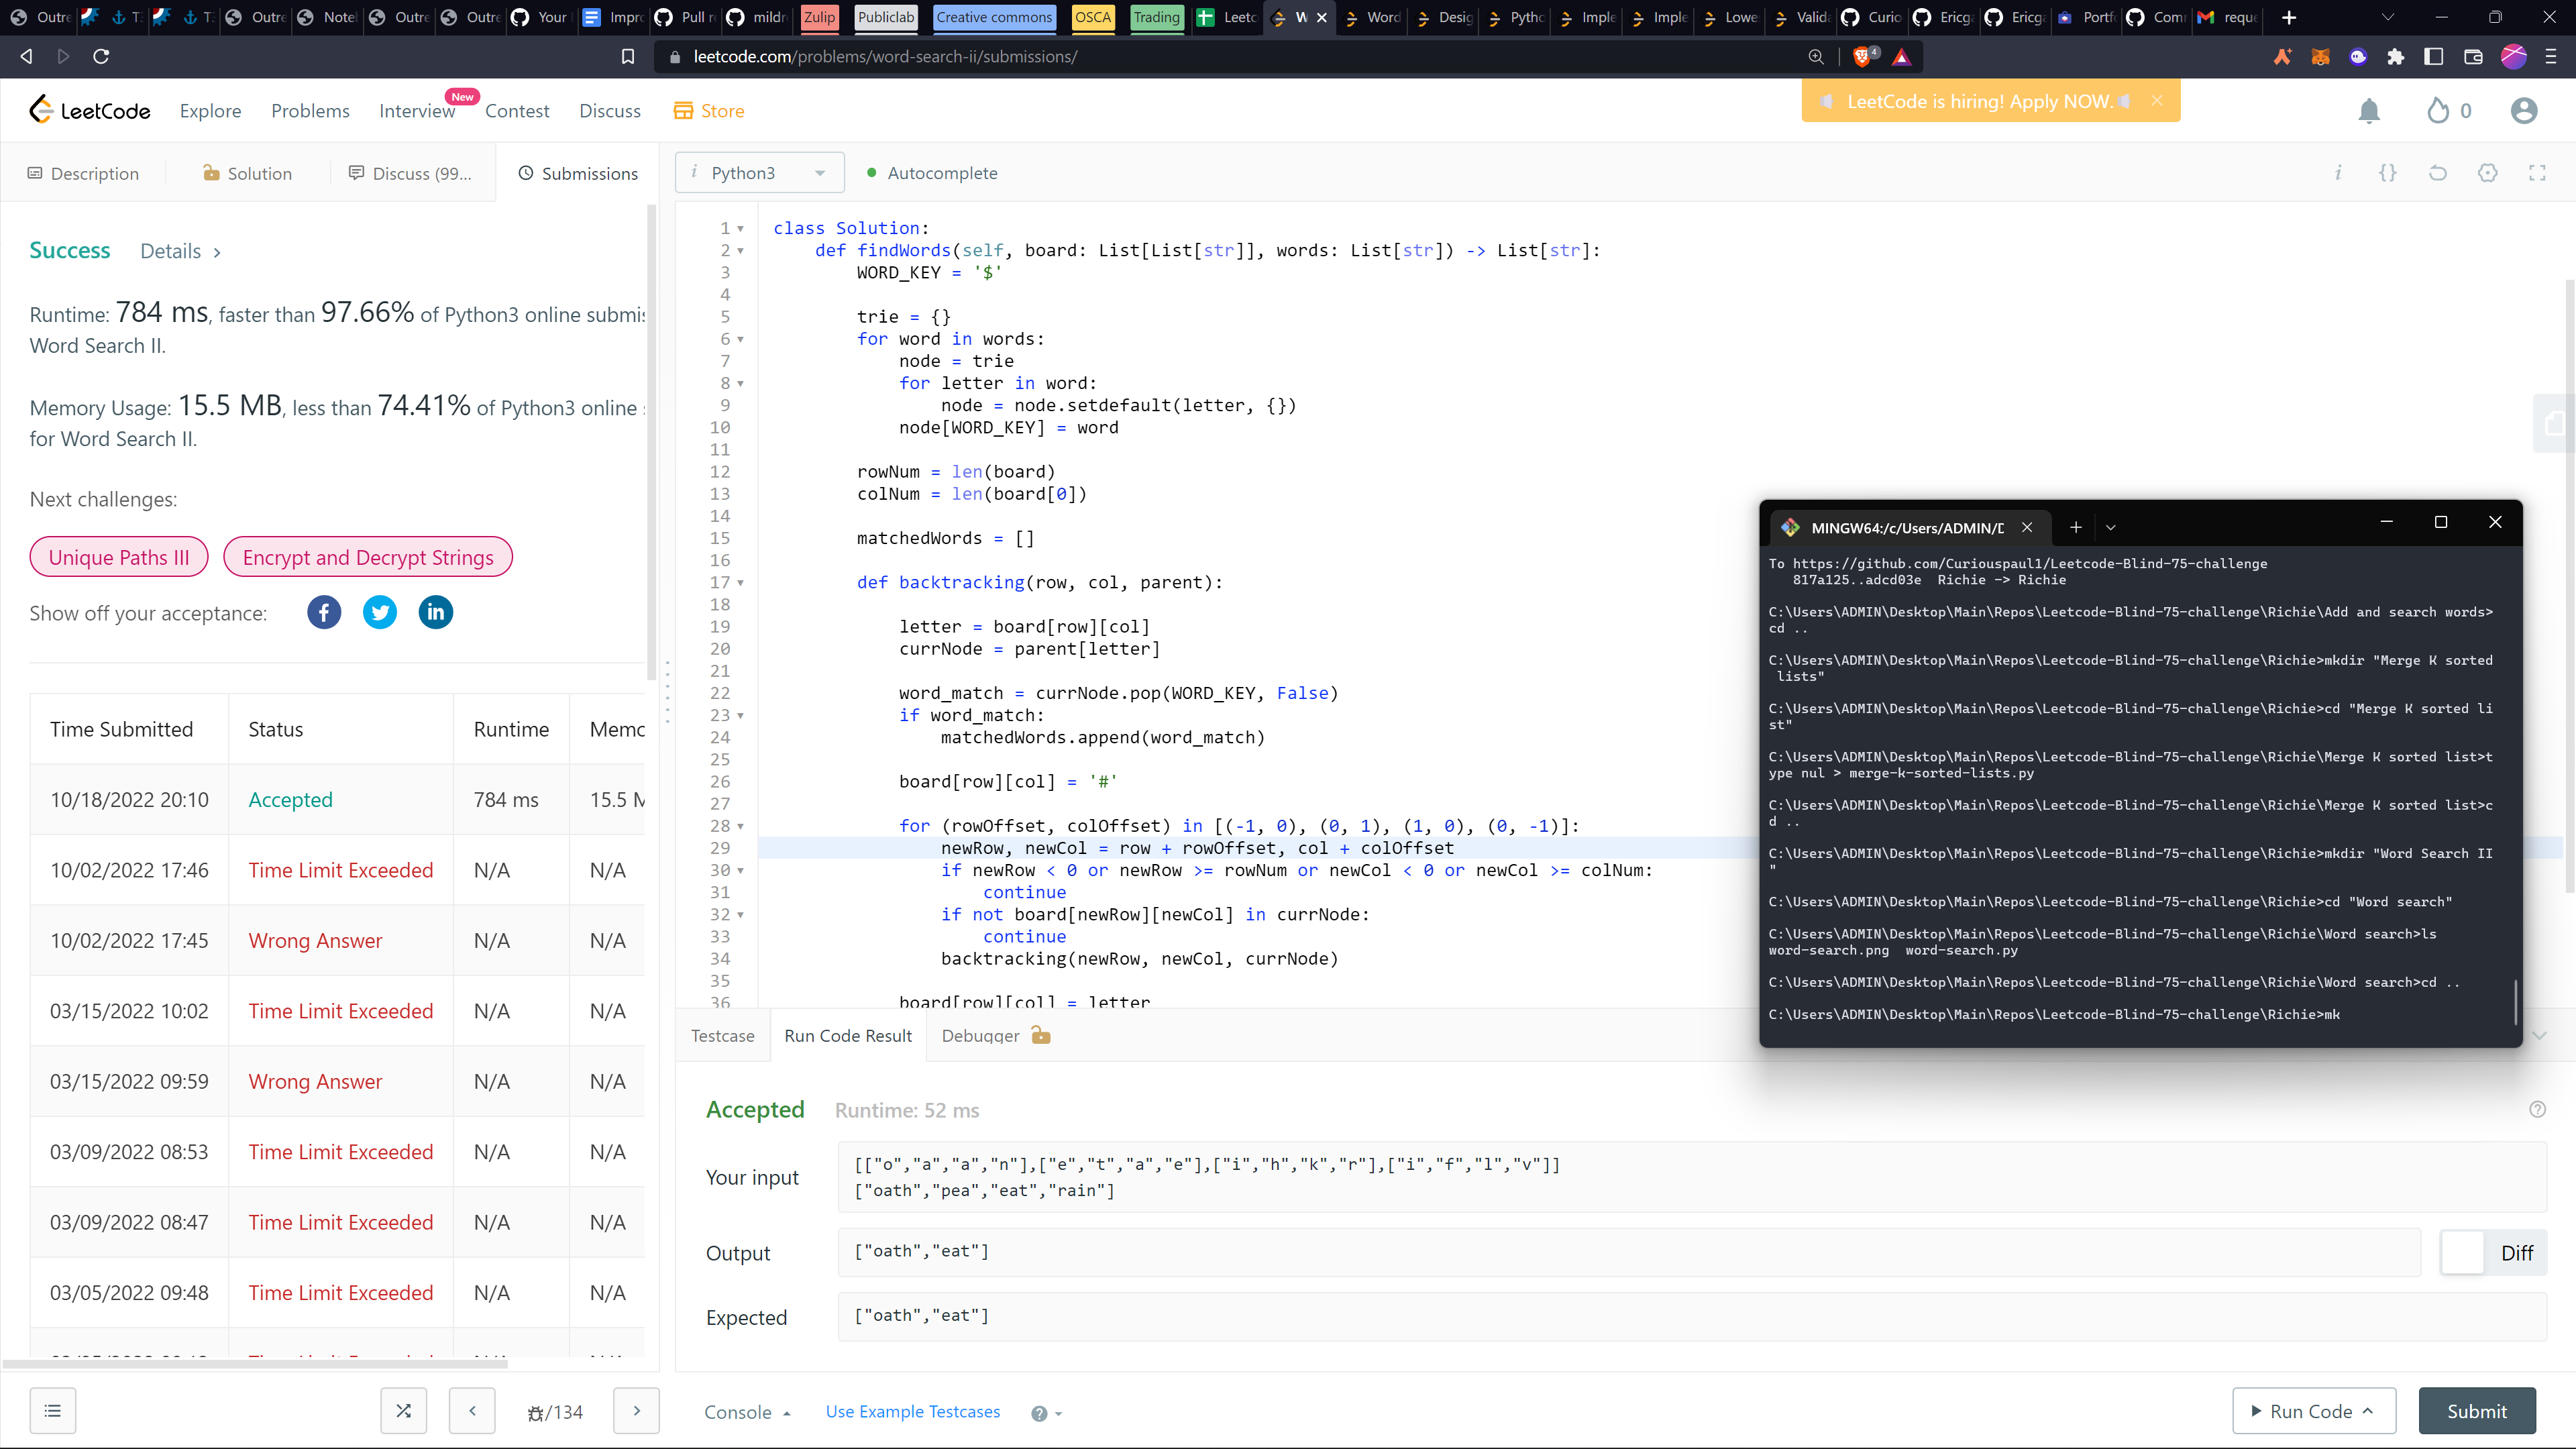 Outre
T:
T:
Outre
Noteb
Outre
Outre
Your
Impro
Pull re
mildre
Zulip
Publiclab
Creative commons
OSCA
Trading
Leetc
W
Word
Desig
Pytho
Imple
Imple
Lowe
Valida
Curio
Ericga
Ericga
Portfo
Com
reque
leetcode.com/problems/word-search-ii/submissions/
4
LeetCode
Explore
Problems
Interview
New
Contest
Discuss
Store
LeetCode is hiring! Apply NOW.
0
Description
Solution
Discuss (99...
Submissions
i Python3
Autocomplete
i {}
Success Details >
Runtime: 784 ms, faster than 97.66% of Python3 online submis
Word Search II.
Memory Usage: 15.5 MB, less than 74.41% of Python3 online
for Word Search II.
Next challenges:
Unique Paths III
Encrypt and Decrypt Strings
Show off your acceptance:
Time Submitted Status Runtime Memo
10/18/2022 20:10 Accepted 784 ms 15.5 M
10/02/2022 17:46 Time Limit Exceeded N/A N/A
10/02/2022 17:45 Wrong Answer N/A N/A
03/15/2022 10:02 Time Limit Exceeded N/A N/A
03/15/2022 09:59 Wrong Answer N/A N/A
03/09/2022 08:53 Time Limit Exceeded N/A N/A
03/09/2022 08:47 Time Limit Exceeded N/A N/A
03/05/2022 09:48 Time Limit Exceeded N/A N/A
/134
1 class Solution:
2 def findWords(self, board: List[List[str]], words: List[str]) -> List[str]:
3 WORD_KEY = '$'
4
5 trie = {}
6 for word in words:
7 node = trie
8 for letter in word:
9 node = node.setdefault(letter, {})
10 node[WORD_KEY] = word
11
12 rowNum = len(board)
13 colNum = len(board[0])
14
15 matchedWords = []
16
17 def backtracking(row, col, parent):
18
19 letter = board[row][col]
20 currNode = parent[letter]
21
22 word_match = currNode.pop(WORD_KEY, False)
23 if word_match:
24 matchedWords.append(word_match)
25
26 board[row][col] = '#'
27
28 for (rowOffset, colOffset) in [(-1, 0), (0, 1), (1, 0), (0, -1)]:
29 newRow, newCol = row + rowOffset, col + colOffset
30 if newRow < 0 or newRow >= rowNum or newCol < 0 or newCol >= colNum:
31 continue
32 if not board[newRow][newCol] in currNode:
33 continue
34 backtracking(newRow, newCol, currNode)
35
36 board[row][col] = letter
MINGW64:/c/Users/ADMIN/D
To https://github.com/Curiouspaul1/Leetcode-Blind-75-challenge
817a125..adcd03e Richie -> Richie
C:\Users\ADMIN\Desktop\Main\Repos\Leetcode-Blind-75-challenge\Richie\Add and search words>
cd ..
C:\Users\ADMIN\Desktop\Main\Repos\Leetcode-Blind-75-challenge\Richie>mkdir "Merge K sorted
lists"
C:\Users\ADMIN\Desktop\Main\Repos\Leetcode-Blind-75-challenge\Richie>cd "Merge K sorted li
st"
C:\Users\ADMIN\Desktop\Main\Repos\Leetcode-Blind-75-challenge\Richie\Merge K sorted list>t
ype nul > merge-k-sorted-lists.py
C:\Users\ADMIN\Desktop\Main\Repos\Leetcode-Blind-75-challenge\Richie\Merge K sorted list>c
d ..
C:\Users\ADMIN\Desktop\Main\Repos\Leetcode-Blind-75-challenge\Richie>mkdir "Word Search II
"
C:\Users\ADMIN\Desktop\Main\Repos\Leetcode-Blind-75-challenge\Richie>cd "Word search"
C:\Users\ADMIN\Desktop\Main\Repos\Leetcode-Blind-75-challenge\Richie\Word search>ls
word-search.png word-search.py
C:\Users\ADMIN\Desktop\Main\Repos\Leetcode-Blind-75-challenge\Richie\Word search>cd ..
C:\Users\ADMIN\Desktop\Main\Repos\Leetcode-Blind-75-challenge\Richie>mk
Testcase
Run Code Result
Debugger
Accepted Runtime: 52 ms
Your input
[["o","a","a","n"],["e","t","a","e"],["i","h","k","r"],["i","f","l","v"]]
["oath","pea","eat","rain"]
Output
["oath","eat"]
Diff
Expected
["oath","eat"]
Console
Use Example Testcases
Run Code
Submit